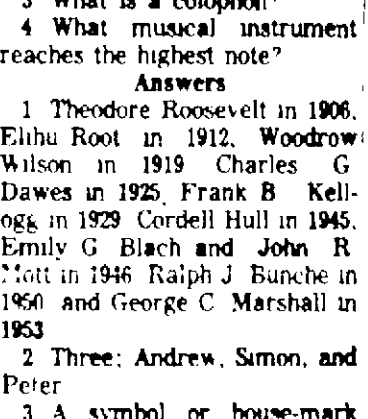 3 What is a colophon?
4 What musical instrument
reaches the highest note?
Answers
1 Theodore Roosevelt in 1906,
Elihu Root in 1912, Woodrow
Wilson in 1919 Charles G
Dawes in 1925, Frank B Kell-
ogg in 1929 Cordell Hull in 1945,
Emily G Blach and John R
Mott in 1946 Ralph J Bunche in
1950 and George C Marshall in
1953
2 Three: Andrew, Simon, and
Peter
3 A symbol or house-mark